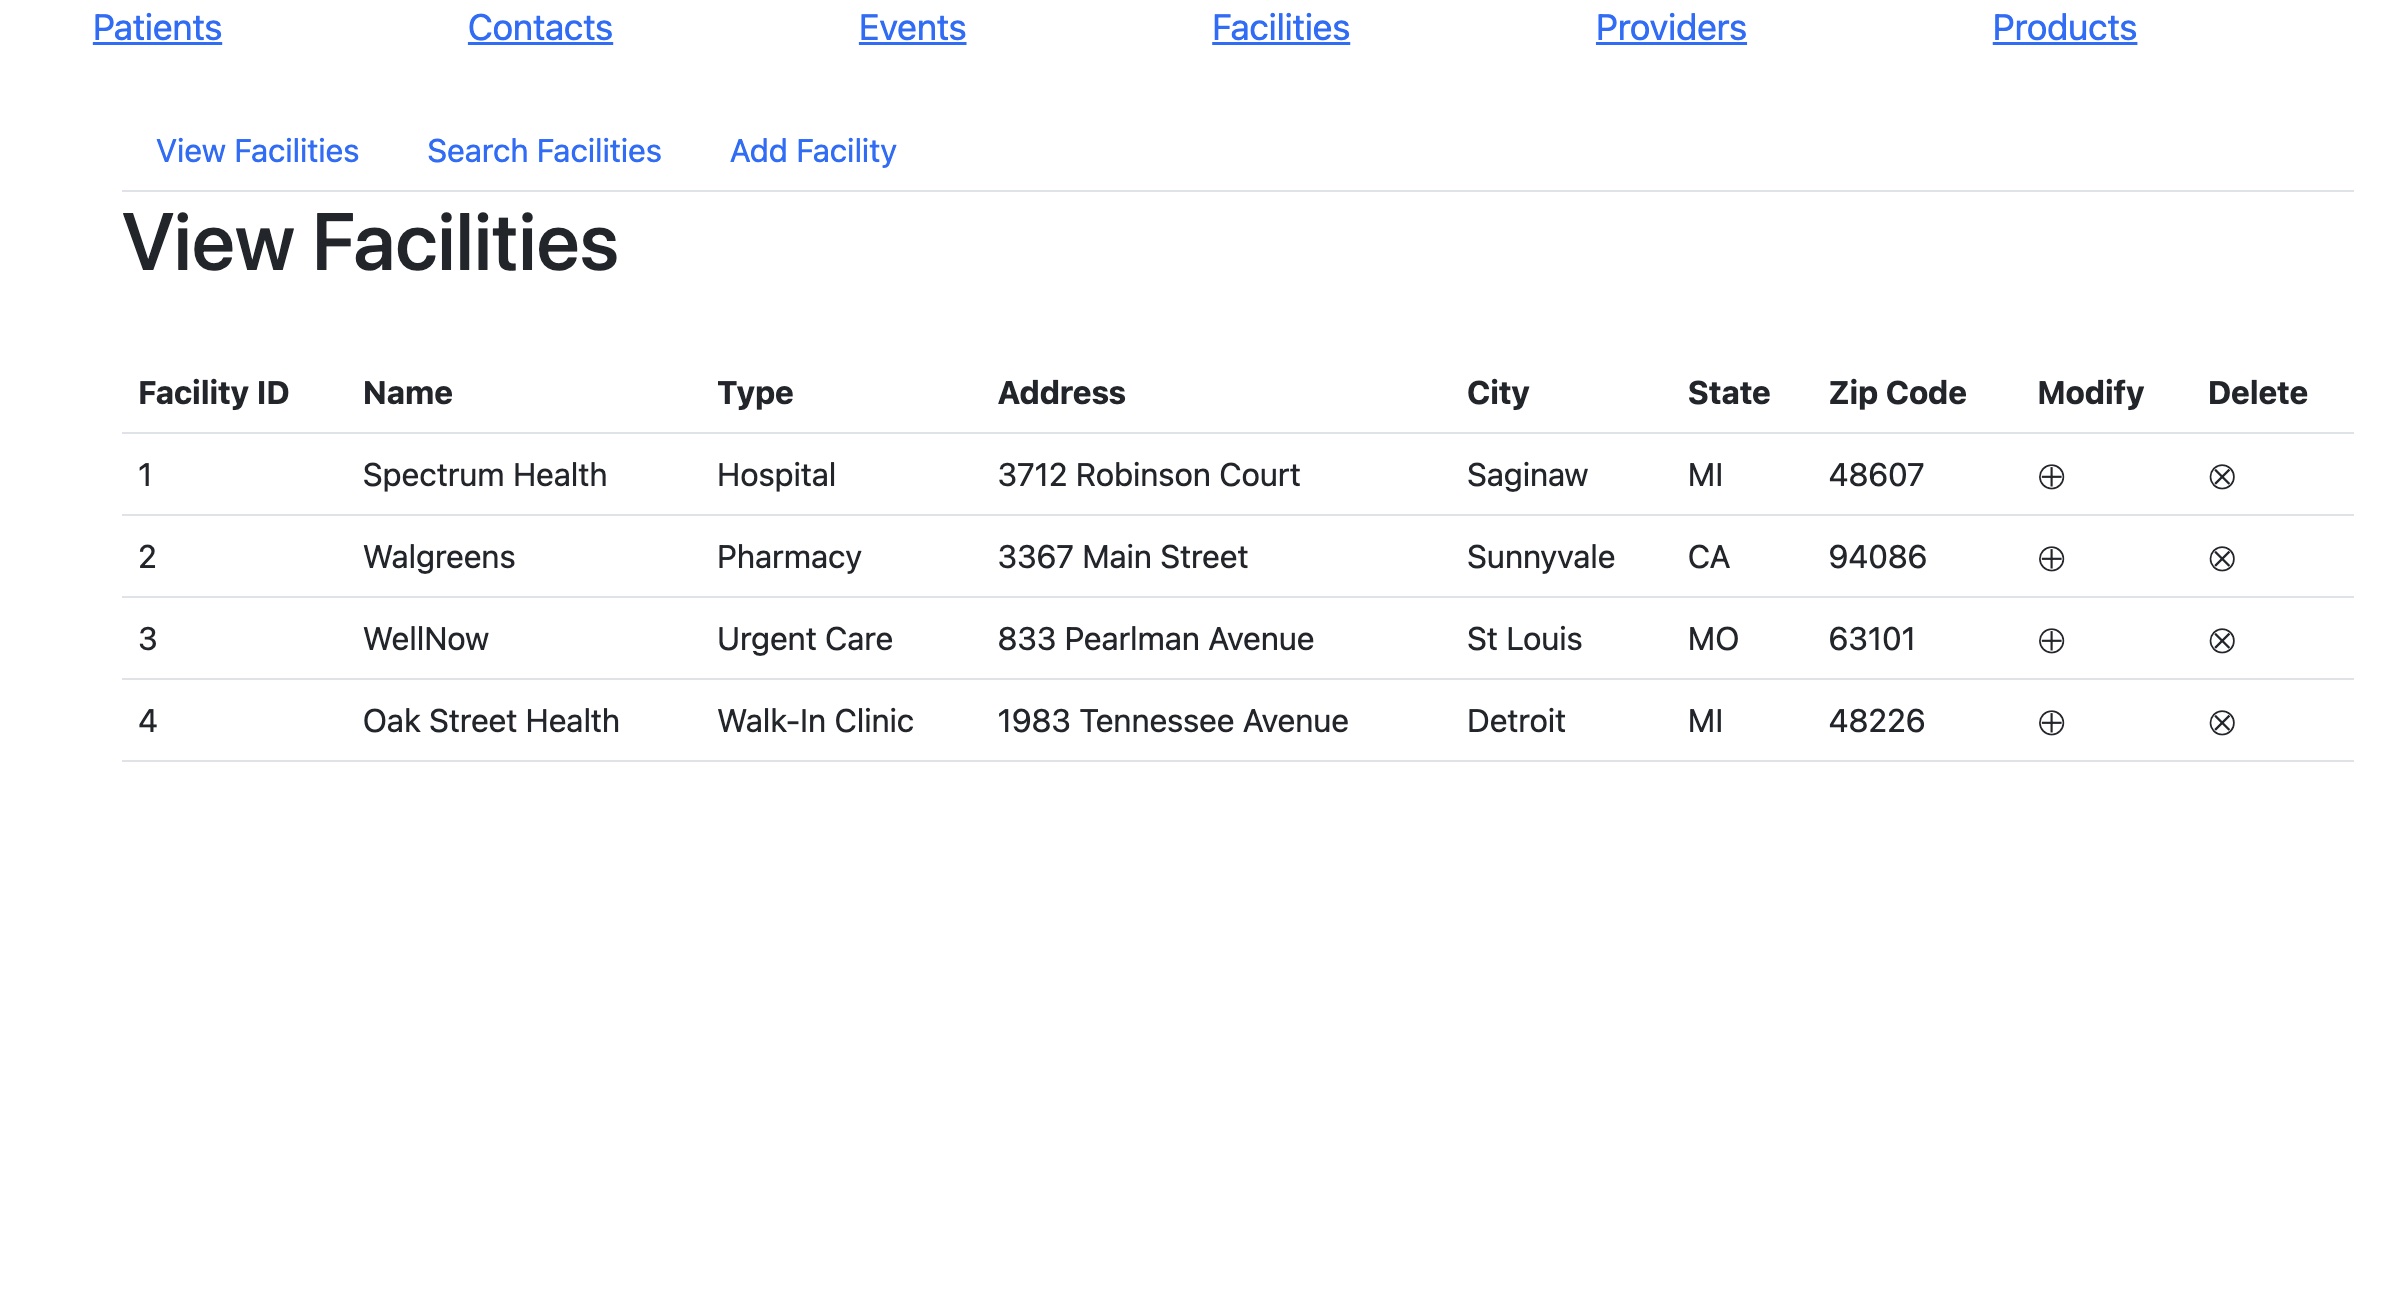 Patients Contacts Events Facilities Providers Products
View Facilities Search Facilities Add Facility
View Facilities
Facility ID Name Type Address City State Zip Code Modify Delete
1 Spectrum Health Hospital 3712 Robinson Court Saginaw MI 48607 ⊕ ⊗
2 Walgreens Pharmacy 3367 Main Street Sunnyvale CA 94086 ⊕ ⊗
3 WellNow Urgent Care 833 Pearlman Avenue St Louis MO 63101 ⊕ ⊗
4 Oak Street Health Walk-In Clinic 1983 Tennessee Avenue Detroit MI 48226 ⊕ ⊗